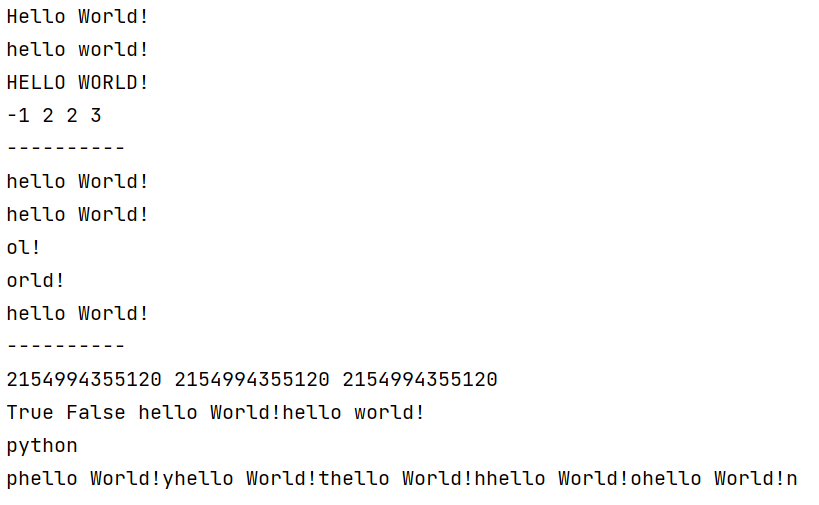 Hello World!
hello world!
HELLO WORLD!
-1 2 2 3
----------
hello World!
hello World!
ol!
orld!
hello World!
----------
2154994355120 2154994355120 2154994355120
True False hello World!hello world!
python
phello World!yhello World!thello World!hhello World!ohello World!n